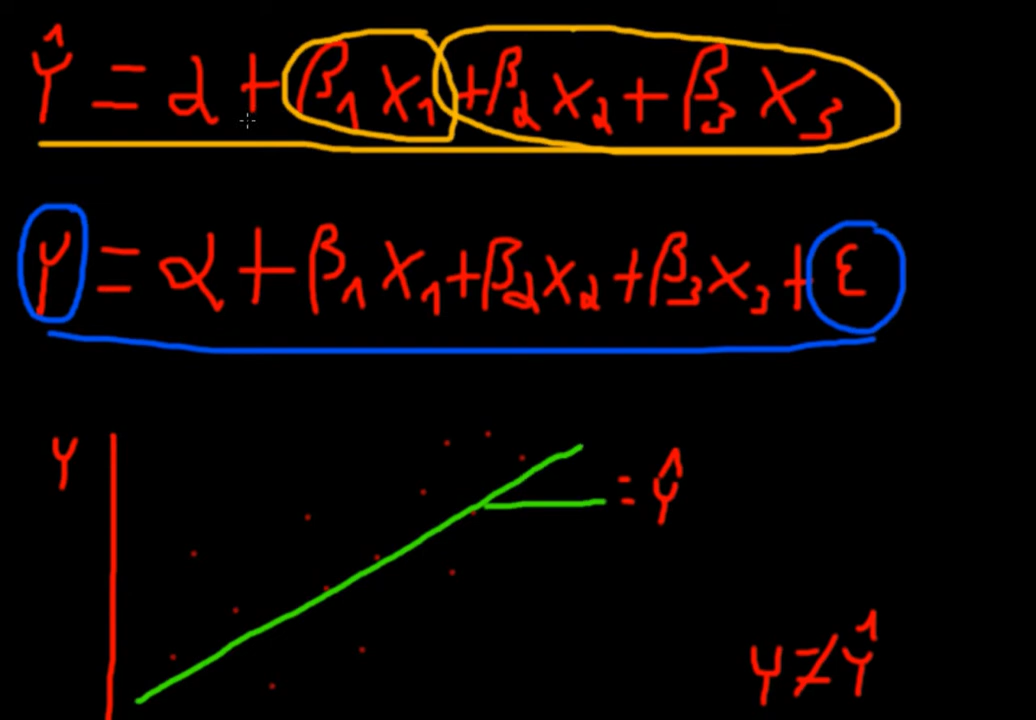 Ŷ = α + β₁ X₁ + β₂ X₂ + β₃ X₃
Y = α + β₁ X₁ + β₂ X₂ + β₃ X₃ + ε
Y
= Ŷ
Y ≠ Ŷ